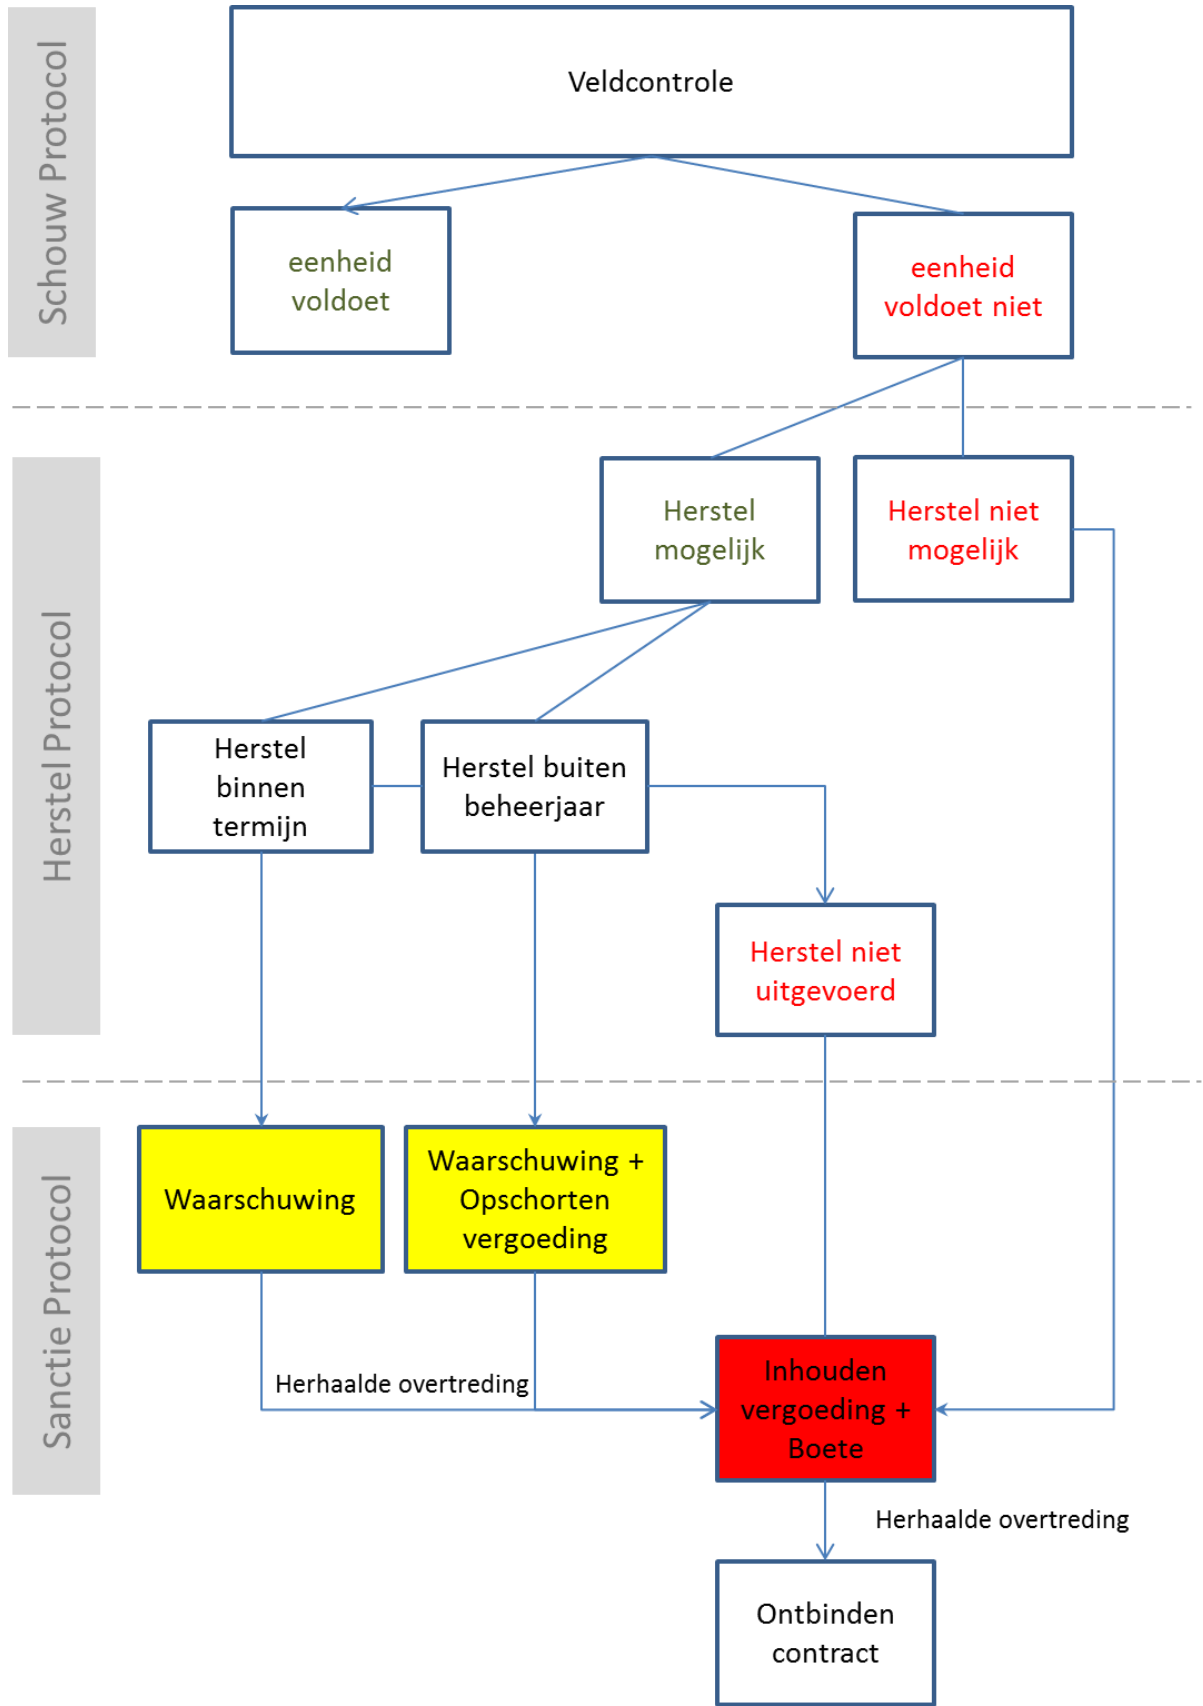 Schouw Protocol
Veldcontrole
eenheid
voldoet
eenheid
voldoet niet
Herstel Protocol
Herstel
mogelijk
Herstel niet
mogelijk
Herstel
binnen
termijn
Herstel buiten
beheerjaar
Herstel niet
uitgevoerd
Sanctie Protocol
Waarschuwing
Waarschuwing +
Opschorten
vergoeding
Herhaalde overtreding
Inhouden
vergoeding +
Boete
Herhaalde overtreding
Ontbinden
contract